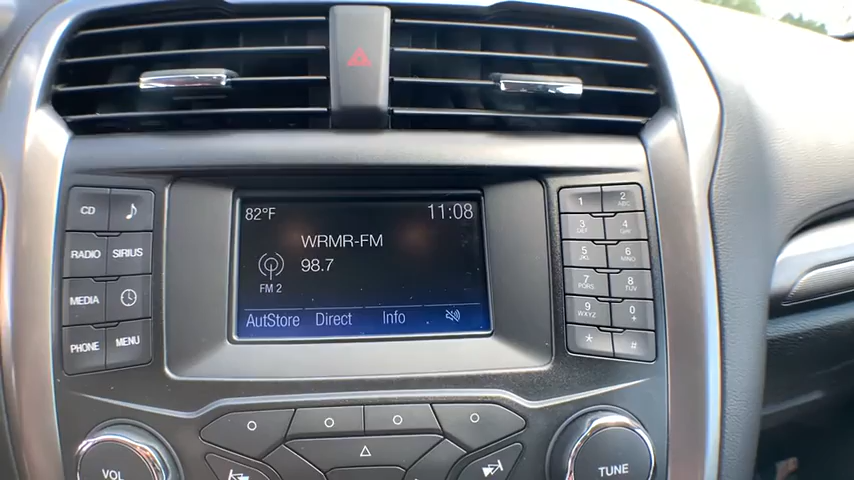 82°F
11:08
WRMR-FM
98.7
FM 2
AutStore Direct Info
CD
RADIO SIRIUS
MEDIA
PHONE MENU
1 2 ABC
3 DEF 4 GHI
5 JKL 6 MNO
7 PQRS 8 TUV
9 WXYZ 0 +
* #
VOL
TUNE